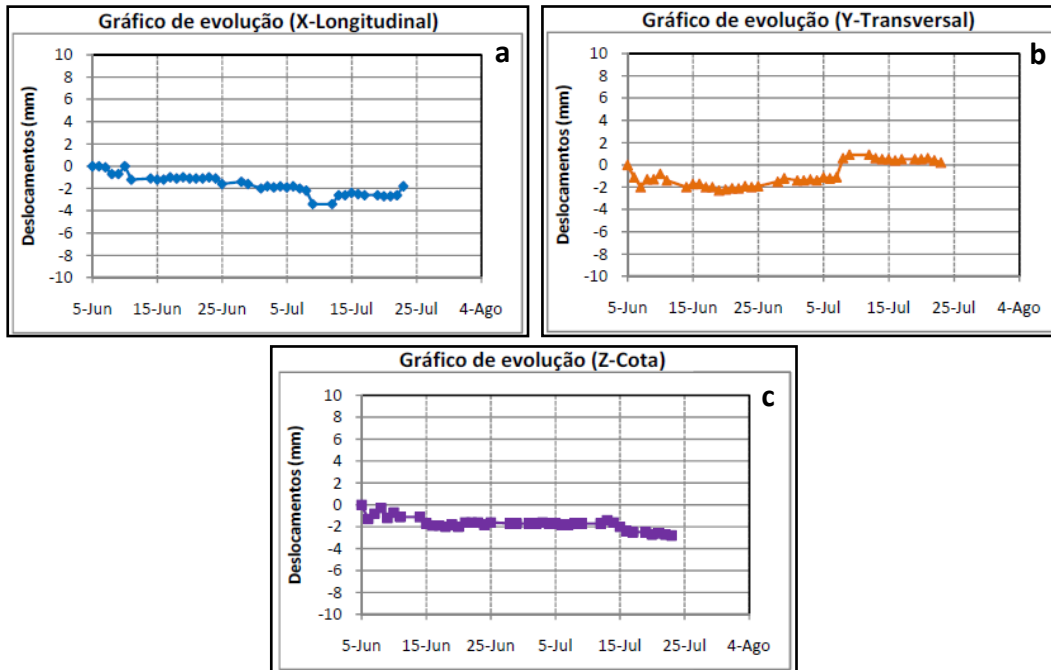 Gráfico de evolução (X-Longitudinal)
a
10
8
6
4
2
0
-2
-4
-6
-8
-10
Deslocamentos (mm)
5-Jun 15-Jun 25-Jun 5-Jul 15-Jul 25-Jul 4-Ago
Gráfico de evolução (Y-Transversal)
b
10
8
6
4
2
0
-2
-4
-6
-8
-10
Deslocamentos (mm)
5-Jun 15-Jun 25-Jun 5-Jul 15-Jul 25-Jul 4-Ago
Gráfico de evolução (Z-Cota)
c
10
8
6
4
2
0
-2
-4
-6
-8
-10
Deslocamentos (mm)
5-Jun 15-Jun 25-Jun 5-Jul 15-Jul 25-Jul 4-Ago